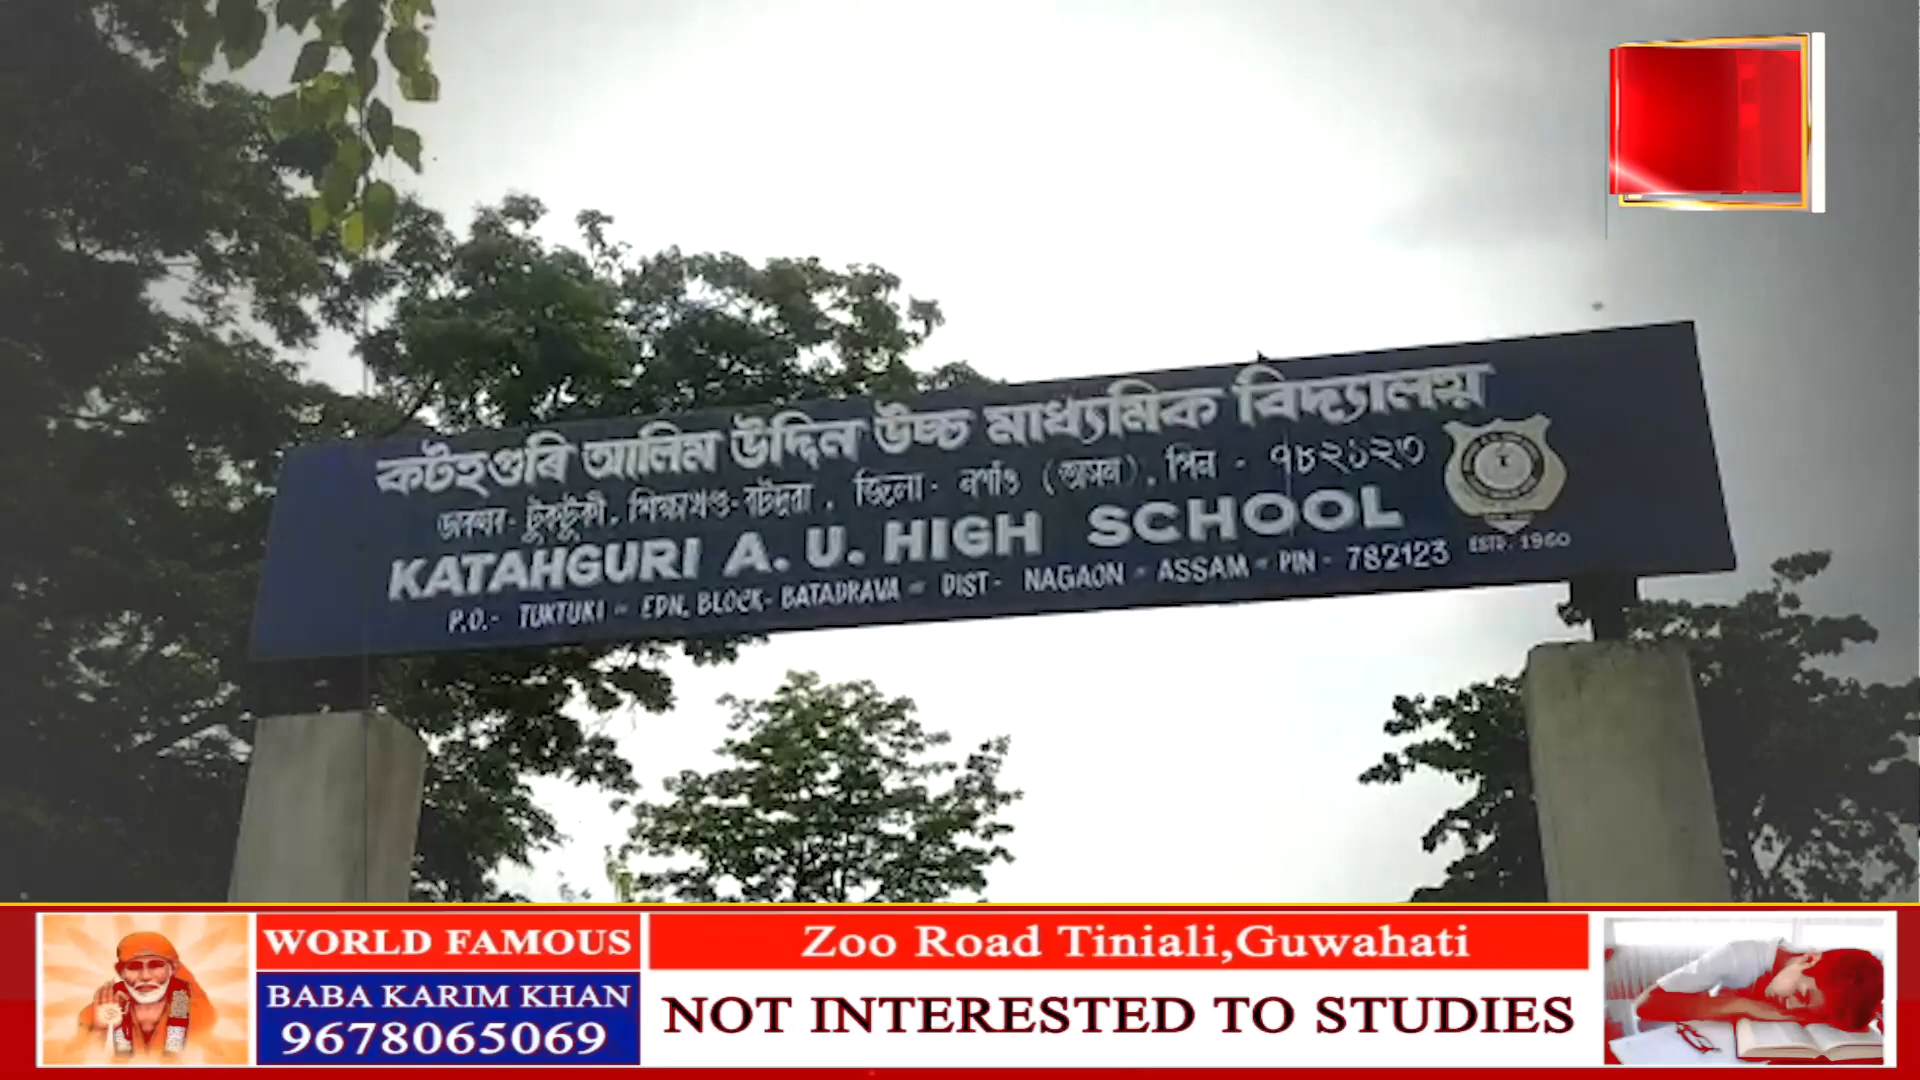 কটহগুৰি আলিম উদ্দিন উচ্চ মাধ্যমিক বিদ্যালয়
ডাকঘৰ- টুকটুকী, শিক্ষাখণ্ড-বটদ্ৰৱা, জিলা- নগাঁও (অসম), পিন - ৭৮২১২৩
KATAHGURI A. U. HIGH SCHOOL
P.O.- TUKTUKI - EDN. BLOCK- BATADRAVA - DIST- NAGAON - ASSAM - PIN - 782123
ESTD. 1960
WORLD FAMOUS
BABA KARIM KHAN
9678065069
Zoo Road Tiniali,Guwahati
NOT INTERESTED TO STUDIES